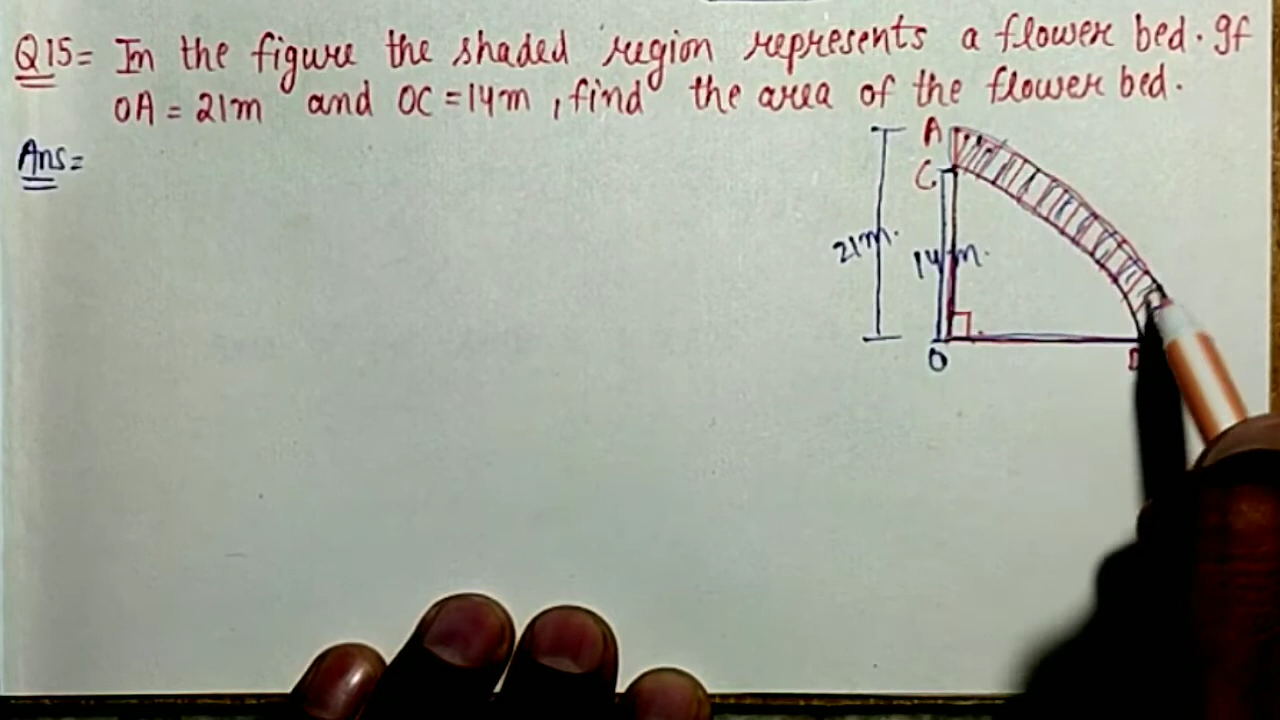 Q15= In the figure the shaded region represents a flower bed. If
OA = 21m and OC = 14m, find the area of the flower bed.
Ans=
A
C
21m.
14m.
O